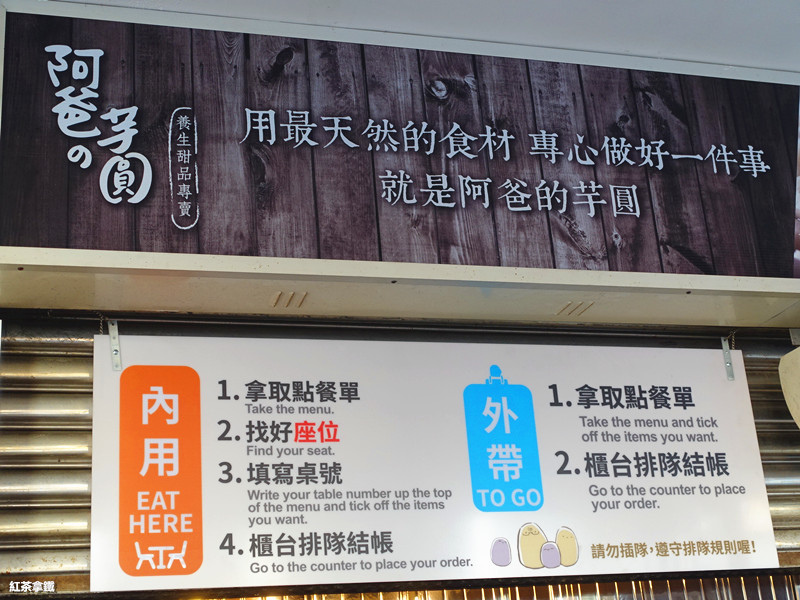 阿爸の芋圓
養生甜品專賣
用最天然的食材 專心做好一件事
就是阿爸的芋圓
內用
EAT
HERE
1. 拿取點餐單
Take the menu.
2. 找好座位
Find your seat.
3. 填寫桌號
Write your table number up the top
of the menu and tick off the items
you want.
4. 櫃台排隊結帳
Go to the counter to place your order.
外帶
TO GO
1. 拿取點餐單
Take the menu and tick
off the items you want.
2. 櫃台排隊結帳
Go to the counter to place
your order.
請勿插隊，遵守排隊規則喔！
紅茶拿鐵